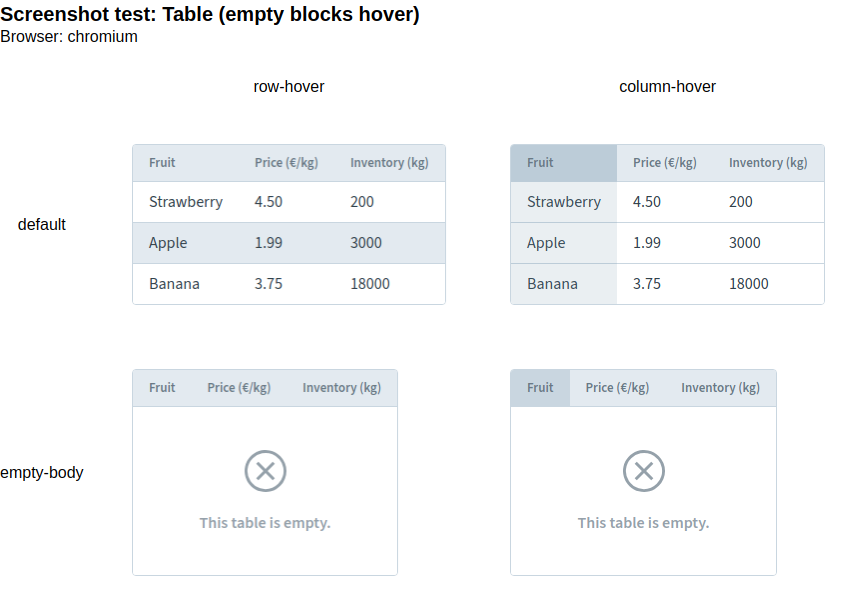 Screenshot test: Table (empty blocks hover)
Browser: chromium
row-hover column-hover
default
Fruit Price (€/kg) Inventory (kg)
Strawberry 4.50 200
Apple 1.99 3000
Banana 3.75 18000
Fruit Price (€/kg) Inventory (kg)
Strawberry 4.50 200
Apple 1.99 3000
Banana 3.75 18000
empty-body
Fruit Price (€/kg) Inventory (kg)
This table is empty.
Fruit Price (€/kg) Inventory (kg)
This table is empty.